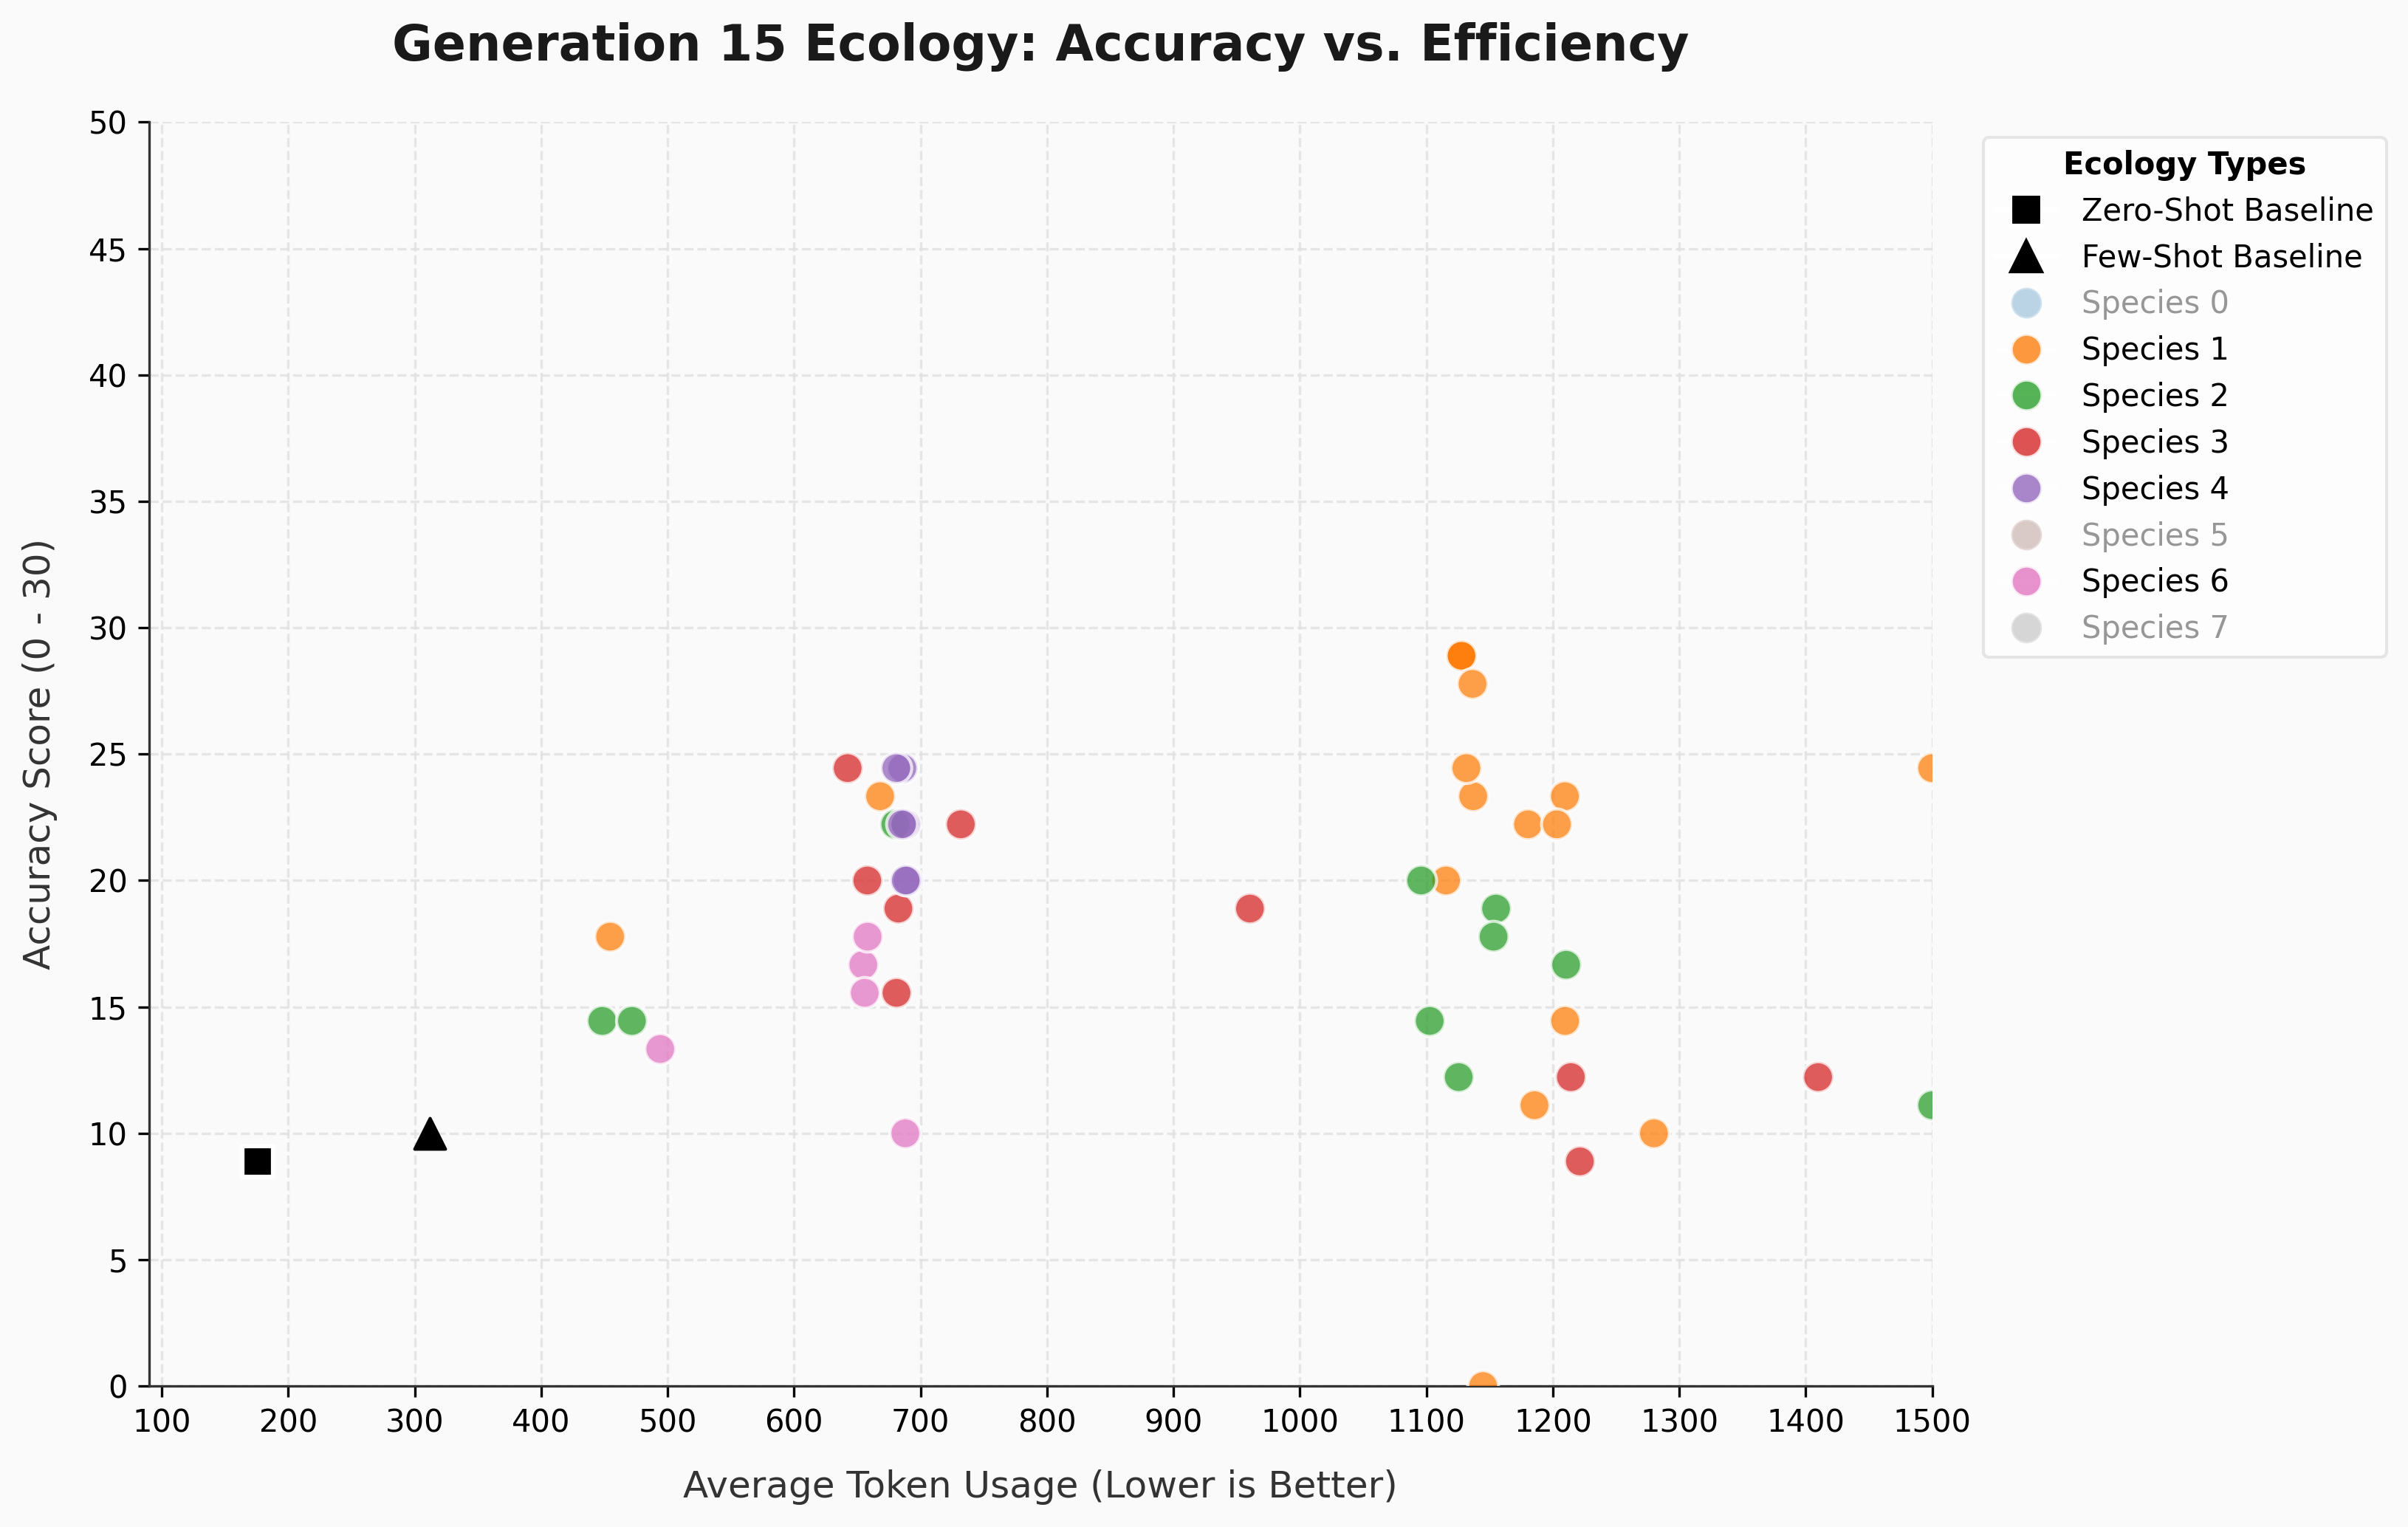 Generation 15 Ecology: Accuracy vs. Efficiency
Accuracy Score (0 - 30)
50
45
40
35
30
25
20
15
10
5
0
100 200 300 400 500 600 700 800 900 1000 1100 1200 1300 1400 1500
Average Token Usage (Lower is Better)
Ecology Types
Zero-Shot Baseline
Few-Shot Baseline
Species 0
Species 1
Species 2
Species 3
Species 4
Species 5
Species 6
Species 7